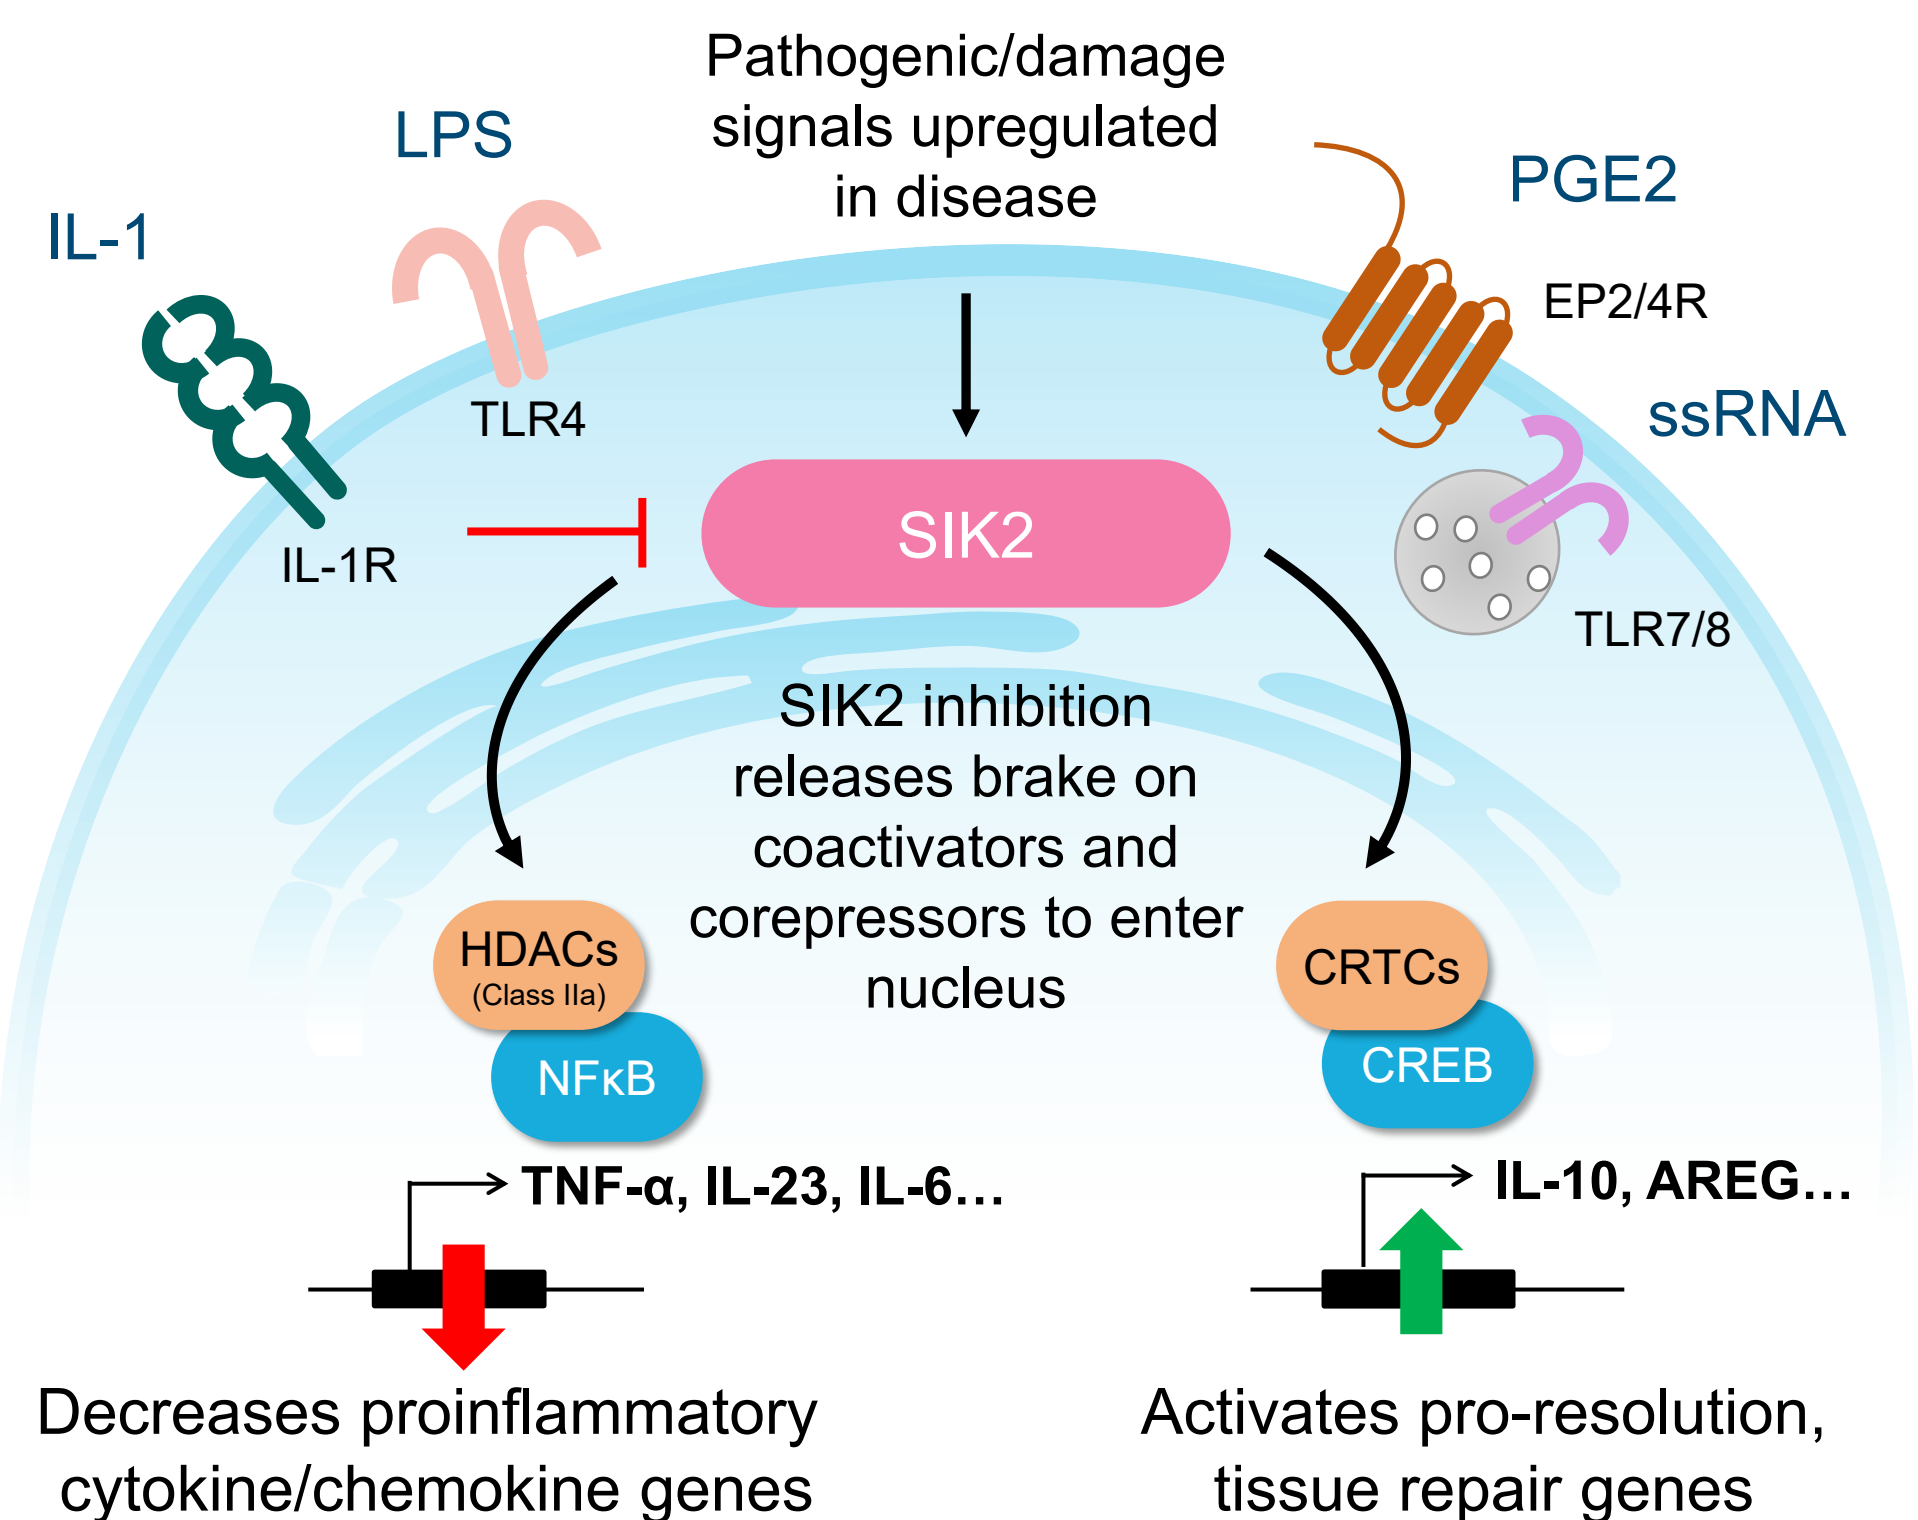 Pathogenic/damage
signals upregulated
in disease
LPS
IL-1
PGE2
EP2/4R
ssRNA
TLR4
IL-1R
SIK2
TLR7/8
SIK2 inhibition
releases brake on
coactivators and
corepressors to enter
nucleus
HDACs
(Class IIa)
NFκB
CRTCs
CREB
TNF-α, IL-23, IL-6…
IL-10, AREG…
Decreases proinflammatory
cytokine/chemokine genes
Activates pro-resolution,
tissue repair genes